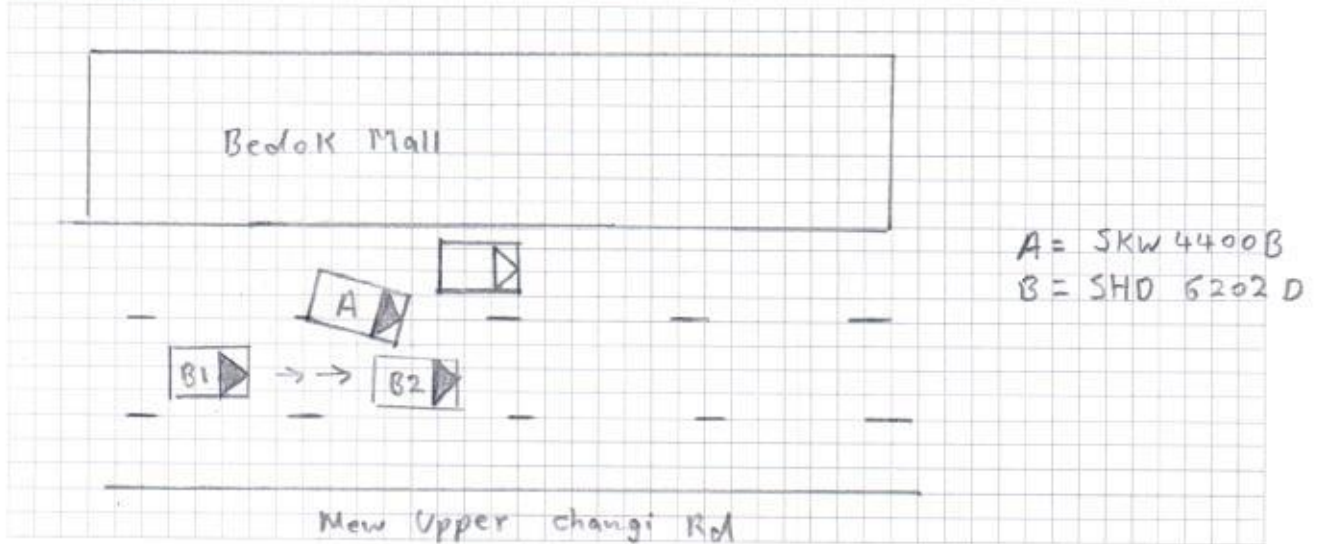 Bedok Mall
A = SKW 4400B
B = SHD 6202 D
A
B1
B2
New Upper changi Rd